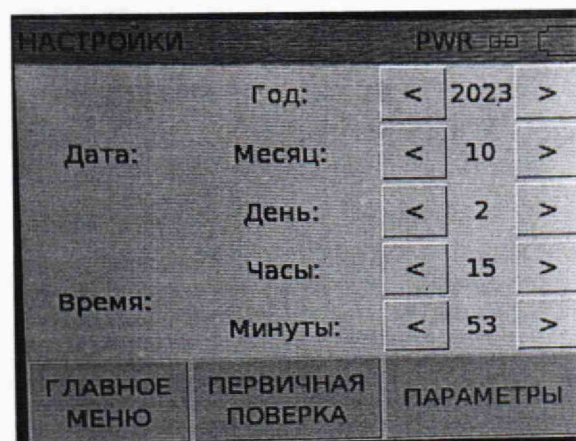 НАСТРОЙКИ PWR
Год: < 2023 >
Дата: Месяц: < 10 >
День: < 2 >
Часы: < 15 >
Время:
Минуты: < 53 >
ГЛАВНОЕ ПЕРВИЧНАЯ ПАРАМЕТРЫ
МЕНЮ ПОВЕРКА